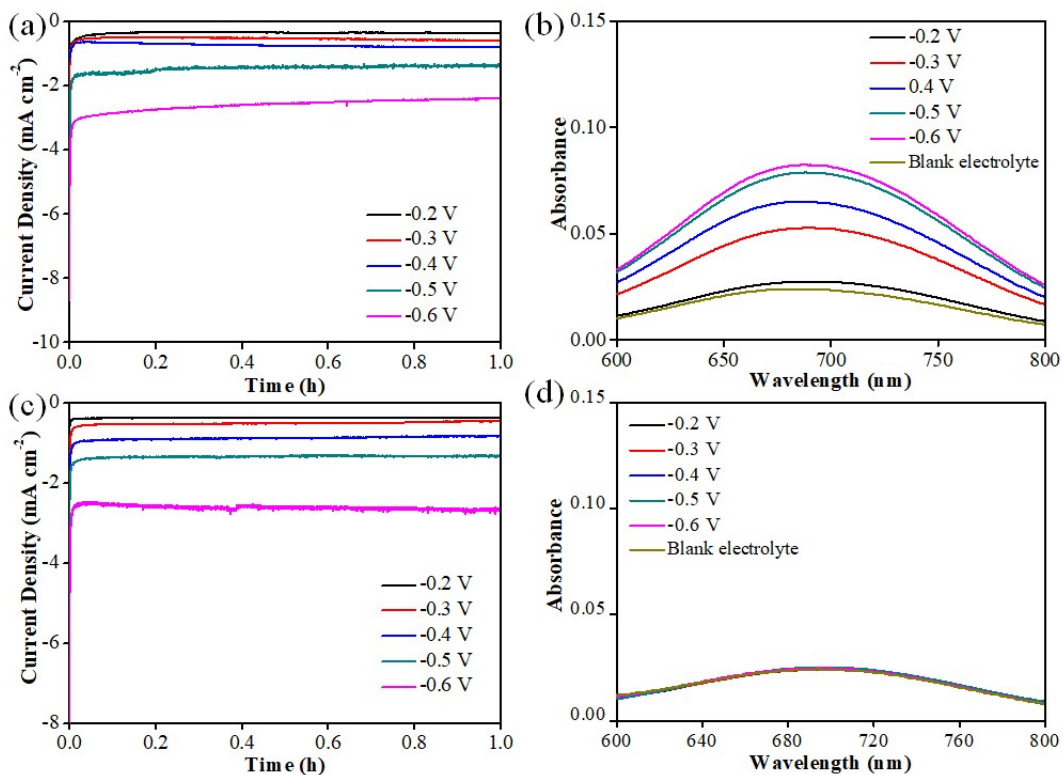 (a)
Current Density (mA cm-2)
0
-2
-4
-6
-8
-10
-0.2 V
-0.3 V
-0.4 V
-0.5 V
-0.6 V
0.0 0.2 0.4 0.6 0.8 1.0
Time (h)
(b)
Absorbance
0.15
0.10
0.05
0.00
-0.2 V
-0.3 V
0.4 V
-0.5 V
-0.6 V
Blank electrolyte
600 650 700 750 800
Wavelength (nm)
(c)
Current Density (mA cm-2)
0
-2
-4
-6
-8
-0.2 V
-0.3 V
-0.4 V
-0.5 V
-0.6 V
0.0 0.2 0.4 0.6 0.8 1.0
Time (h)
(d)
Absorbance
0.15
0.10
0.05
0.00
-0.2 V
-0.3 V
-0.4 V
-0.5 V
-0.6 V
Blank electrolyte
600 640 680 720 760 800
Wavelength (nm)